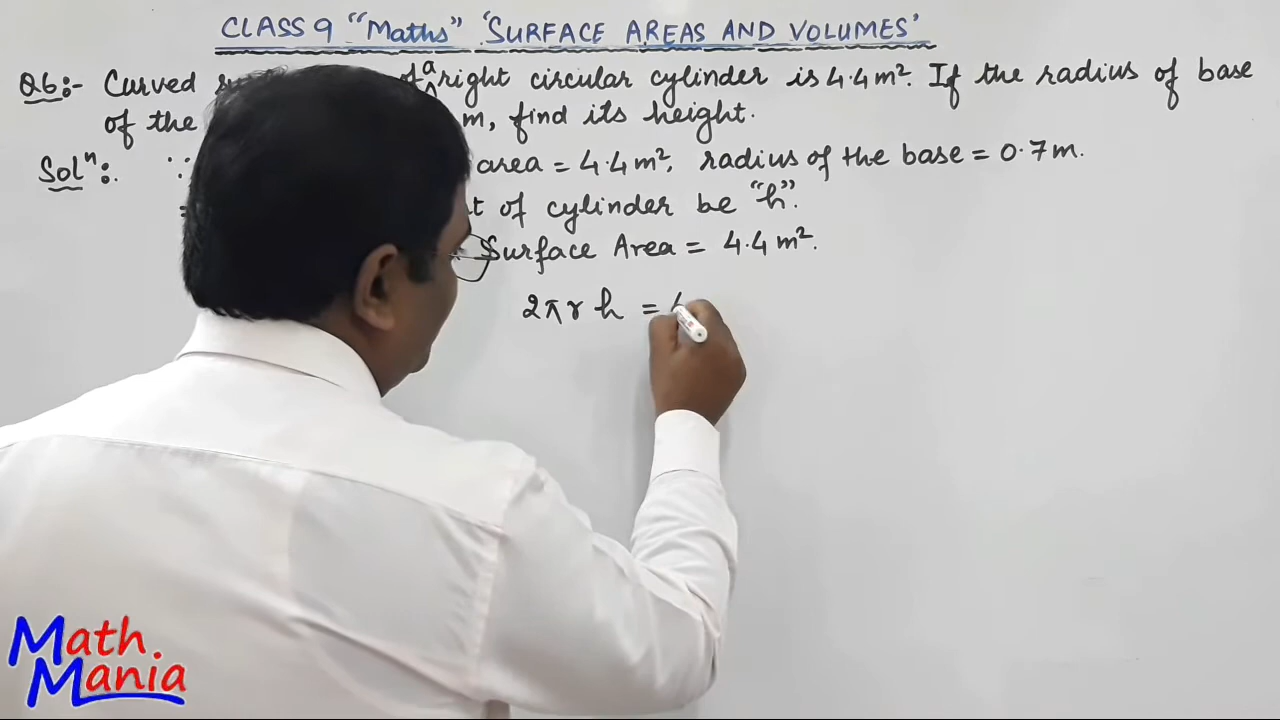 CLASS 9 "Maths" 'SURFACE AREAS AND VOLUMES'
Q6:- Curved of a right circular cylinder is 4.4 m². If the radius of base
of the m, find its height.
Solⁿ: ∵ area = 4.4 m², radius of the base = 0.7 m.
of cylinder be "h".
Surface Area = 4.4 m².
2πrh =
Math
Mania